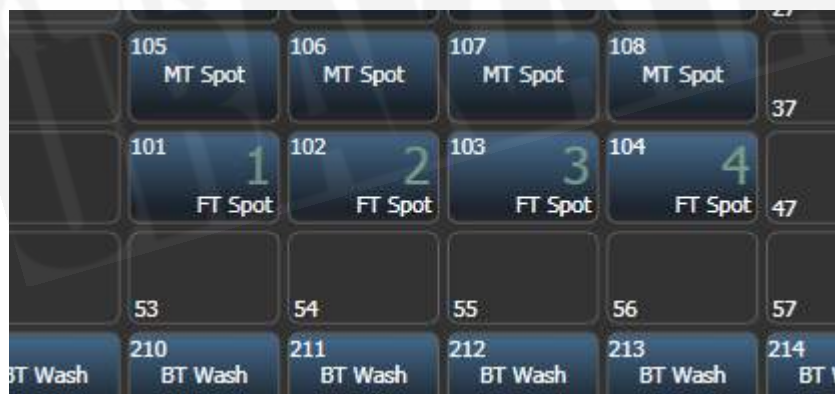 105 106 107 108
MT Spot MT Spot MT Spot MT Spot
37
101 1 102 2 103 3 104 4
FT Spot FT Spot FT Spot FT Spot 47
53 54 55 56 57
210 211 212 213 214
BT Wash BT Wash BT Wash BT Wash BT Wash BT